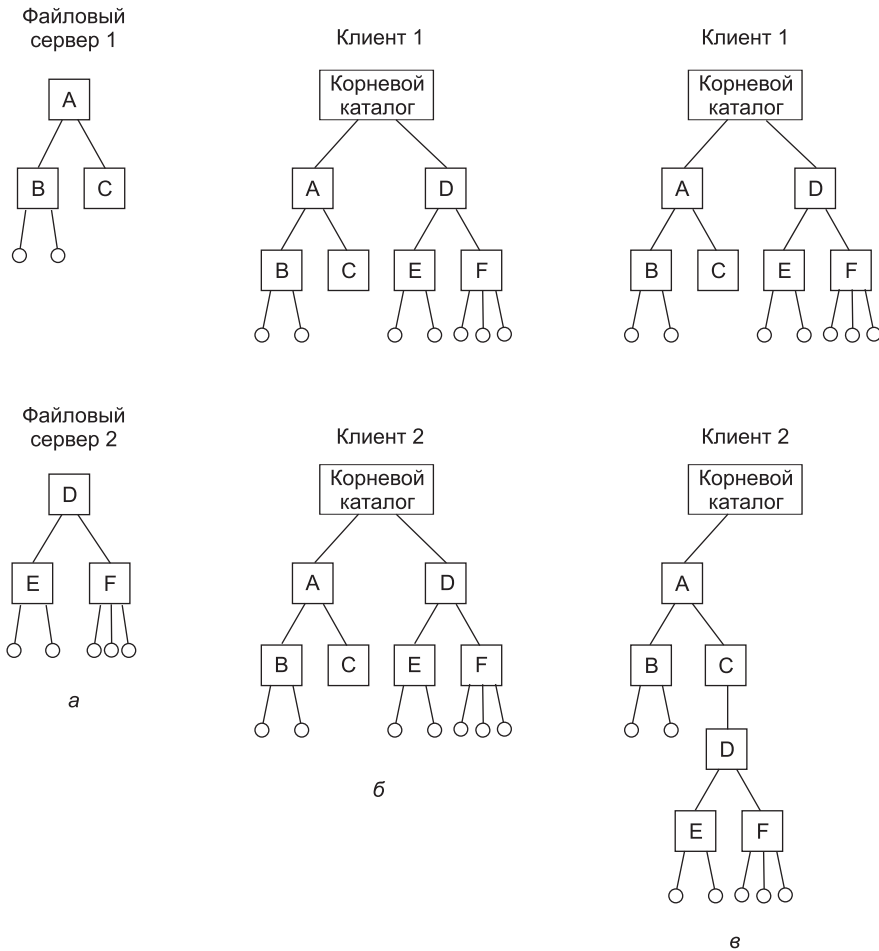 Файловый
сервер 1
A
B
C
Файловый
сервер 2
D
E
F
а
Клиент 1
Корневой
каталог
A
D
B
C
E
F
Клиент 2
Корневой
каталог
A
D
B
C
E
F
б
Клиент 1
Корневой
каталог
A
D
B
C
E
F
Клиент 2
Корневой
каталог
A
B
C
D
E
F
в